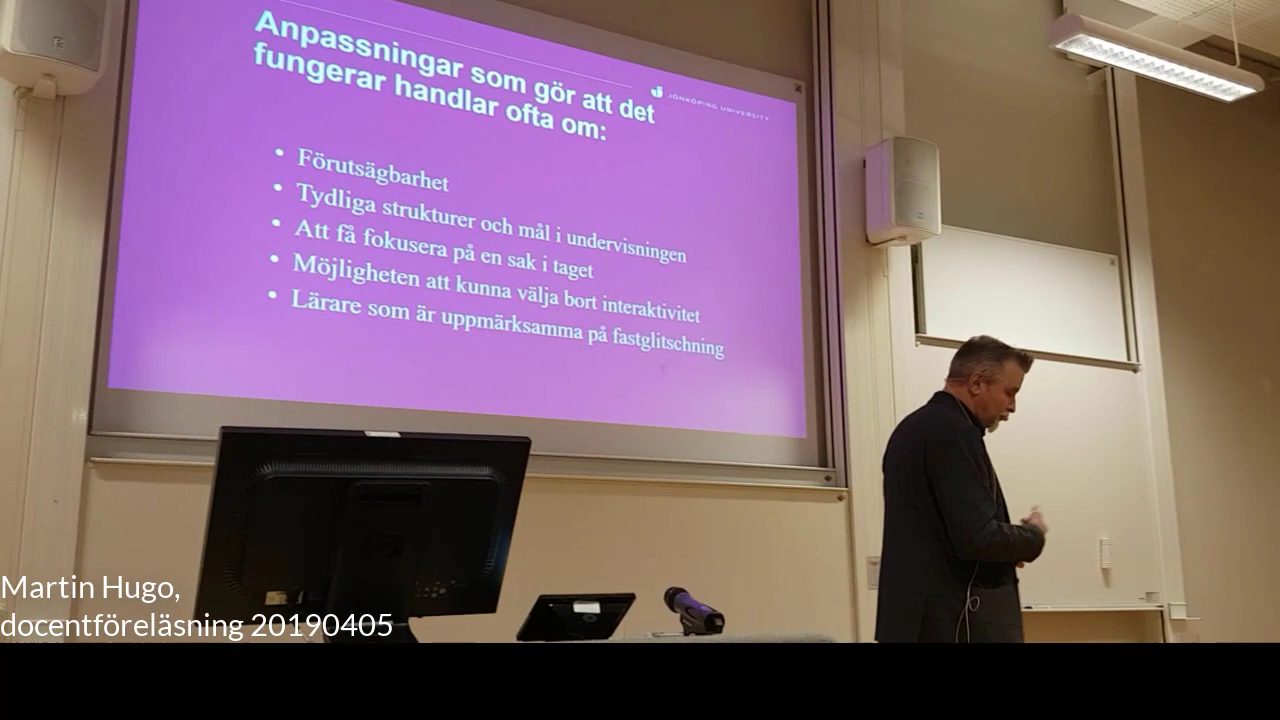 Anpassningar som gör att det
fungerar handlar ofta om:
JÖNKÖPING UNIVERSITY
• Förutsägbarhet
• Tydliga strukturer och mål i undervisningen
• Att få fokusera på en sak i taget
• Möjligheten att kunna välja bort interaktivitet
• Lärare som är uppmärksamma på fastglitschning
Martin Hugo,
docentföreläsning 20190405